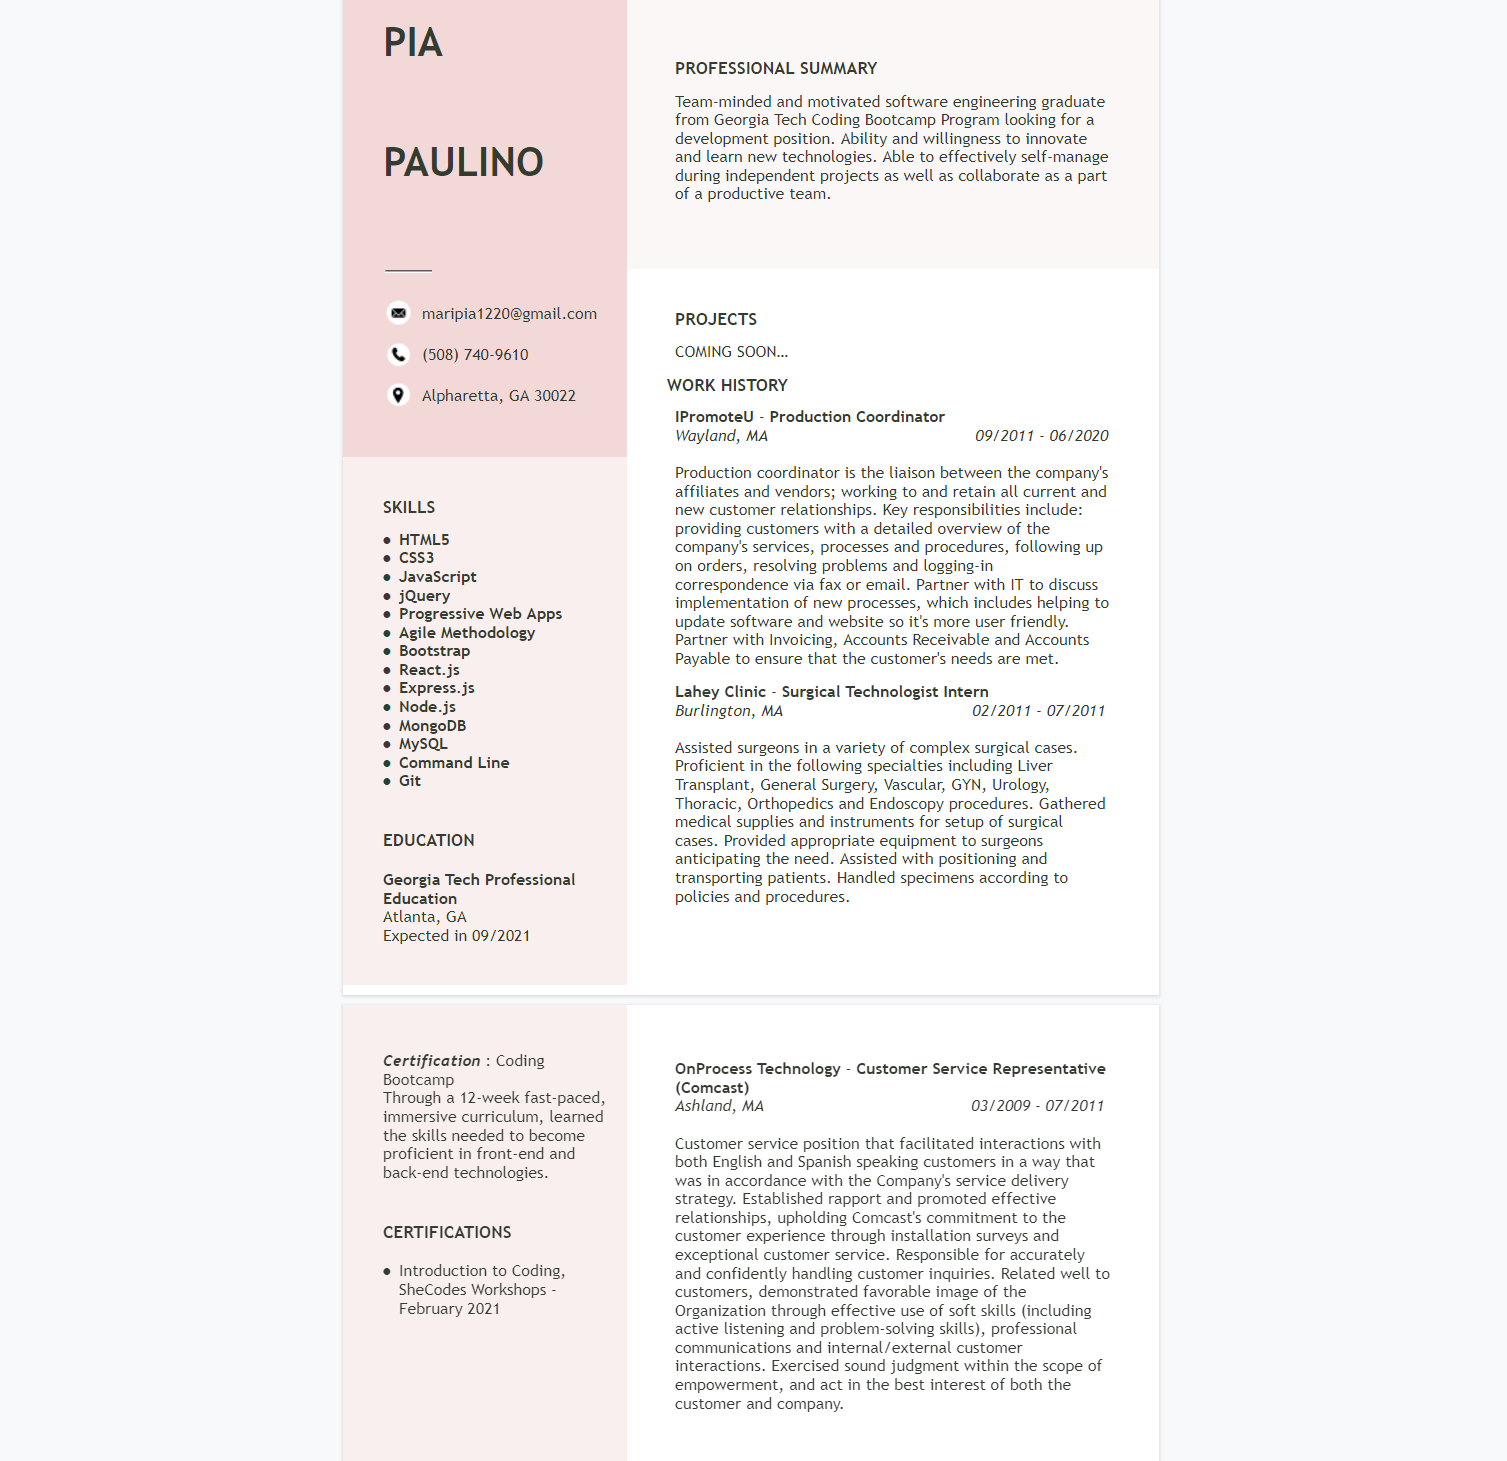 PIA
PAULINO
maripia1220@gmail.com
(508) 740-9610
Alpharetta, GA 30022
SKILLS
● HTML5
● CSS3
● JavaScript
● jQuery
● Progressive Web Apps
● Agile Methodology
● Bootstrap
● React.js
● Express.js
● Node.js
● MongoDB
● MySQL
● Command Line
● Git
EDUCATION
Georgia Tech Professional
Education
Atlanta, GA
Expected in 09/2021
PROFESSIONAL SUMMARY
Team-minded and motivated software engineering graduate
from Georgia Tech Coding Bootcamp Program looking for a
development position. Ability and willingness to innovate
and learn new technologies. Able to effectively self-manage
during independent projects as well as collaborate as a part
of a productive team.
PROJECTS
COMING SOON...
WORK HISTORY
IPromoteU - Production Coordinator
Wayland, MA 09/2011 - 06/2020
Production coordinator is the liaison between the company's
affiliates and vendors; working to and retain all current and
new customer relationships. Key responsibilities include:
providing customers with a detailed overview of the
company's services, processes and procedures, following up
on orders, resolving problems and logging-in
correspondence via fax or email. Partner with IT to discuss
implementation of new processes, which includes helping to
update software and website so it's more user friendly.
Partner with Invoicing, Accounts Receivable and Accounts
Payable to ensure that the customer's needs are met.
Lahey Clinic - Surgical Technologist Intern
Burlington, MA 02/2011 - 07/2011
Assisted surgeons in a variety of complex surgical cases.
Proficient in the following specialties including Liver
Transplant, General Surgery, Vascular, GYN, Urology,
Thoracic, Orthopedics and Endoscopy procedures. Gathered
medical supplies and instruments for setup of surgical
cases. Provided appropriate equipment to surgeons
anticipating the need. Assisted with positioning and
transporting patients. Handled specimens according to
policies and procedures.
Certification : Coding
Bootcamp
Through a 12-week fast-paced,
immersive curriculum, learned
the skills needed to become
proficient in front-end and
back-end technologies.
CERTIFICATIONS
● Introduction to Coding,
SheCodes Workshops -
February 2021
OnProcess Technology - Customer Service Representative
(Comcast)
Ashland, MA 03/2009 - 07/2011
Customer service position that facilitated interactions with
both English and Spanish speaking customers in a way that
was in accordance with the Company's service delivery
strategy. Established rapport and promoted effective
relationships, upholding Comcast's commitment to the
customer experience through installation surveys and
exceptional customer service. Responsible for accurately
and confidently handling customer inquiries. Related well to
customers, demonstrated favorable image of the
Organization through effective use of soft skills (including
active listening and problem-solving skills), professional
communications and internal/external customer
interactions. Exercised sound judgment within the scope of
empowerment, and act in the best interest of both the
customer and company.